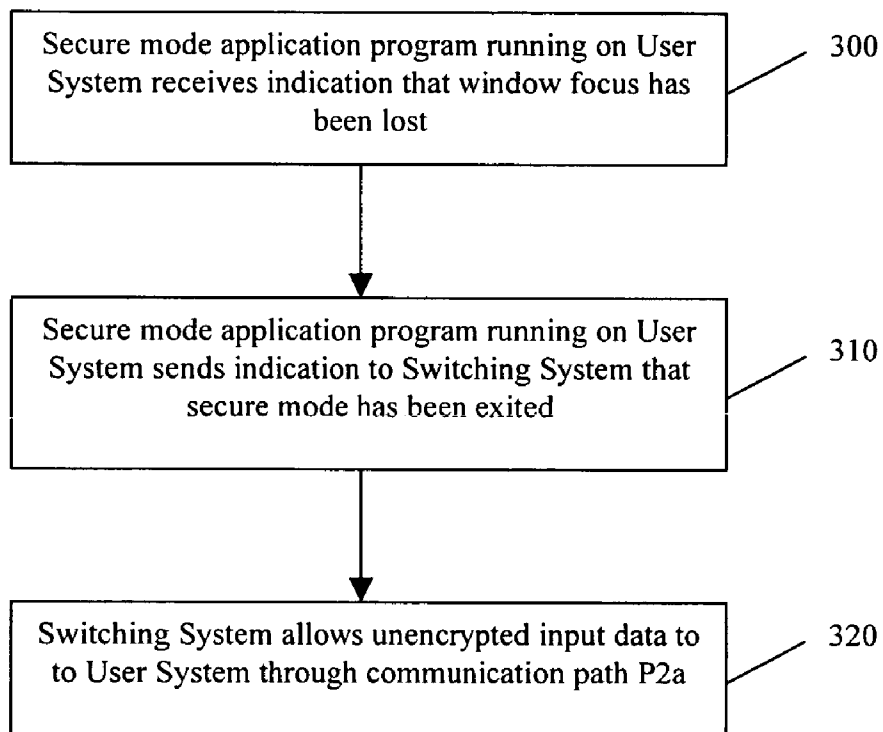 Secure mode application program running on User
System receives indication that window focus has
been lost
300
Secure mode application program running on User
System sends indication to Switching System that
secure mode has been exited
310
Switching System allows unencrypted input data to
to User System through communication path P2a
320